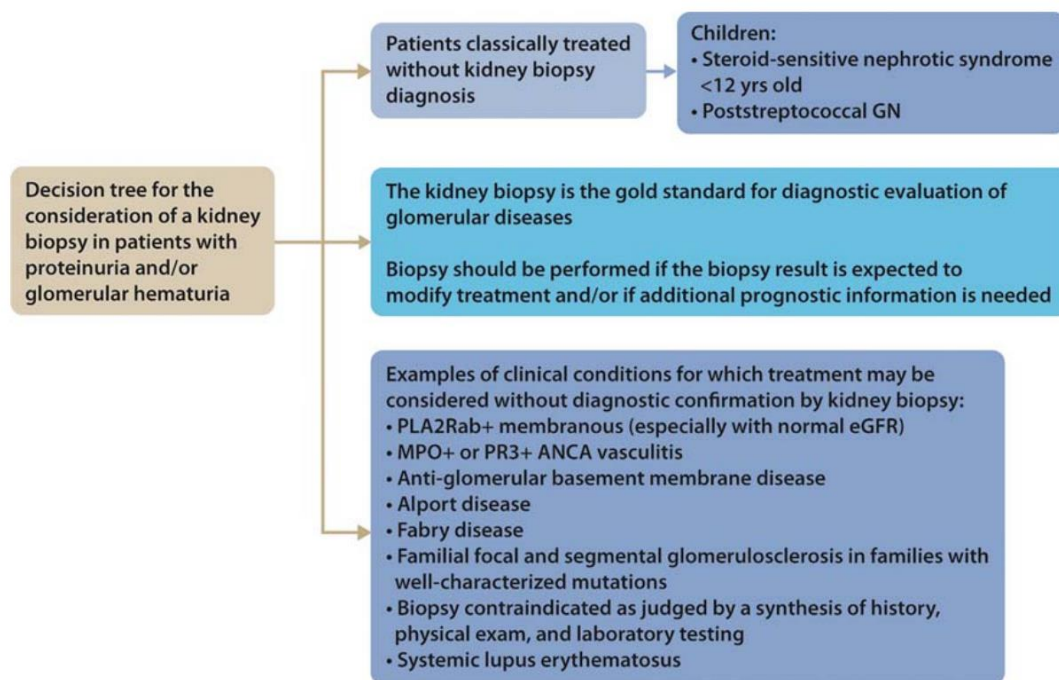 Patients classically treated
without kidney biopsy
diagnosis
Children:
• Steroid-sensitive nephrotic syndrome
<12 yrs old
• Poststreptococcal GN
Decision tree for the
consideration of a kidney
biopsy in patients with
proteinuria and/or
glomerular hematuria
The kidney biopsy is the gold standard for diagnostic evaluation of
glomerular diseases
Biopsy should be performed if the biopsy result is expected to
modify treatment and/or if additional prognostic information is needed
Examples of clinical conditions for which treatment may be
considered without diagnostic confirmation by kidney biopsy:
• PLA2Rab+ membranous (especially with normal eGFR)
• MPO+ or PR3+ ANCA vasculitis
• Anti-glomerular basement membrane disease
• Alport disease
• Fabry disease
• Familial focal and segmental glomerulosclerosis in families with
well-characterized mutations
• Biopsy contraindicated as judged by a synthesis of history,
physical exam, and laboratory testing
• Systemic lupus erythematosus